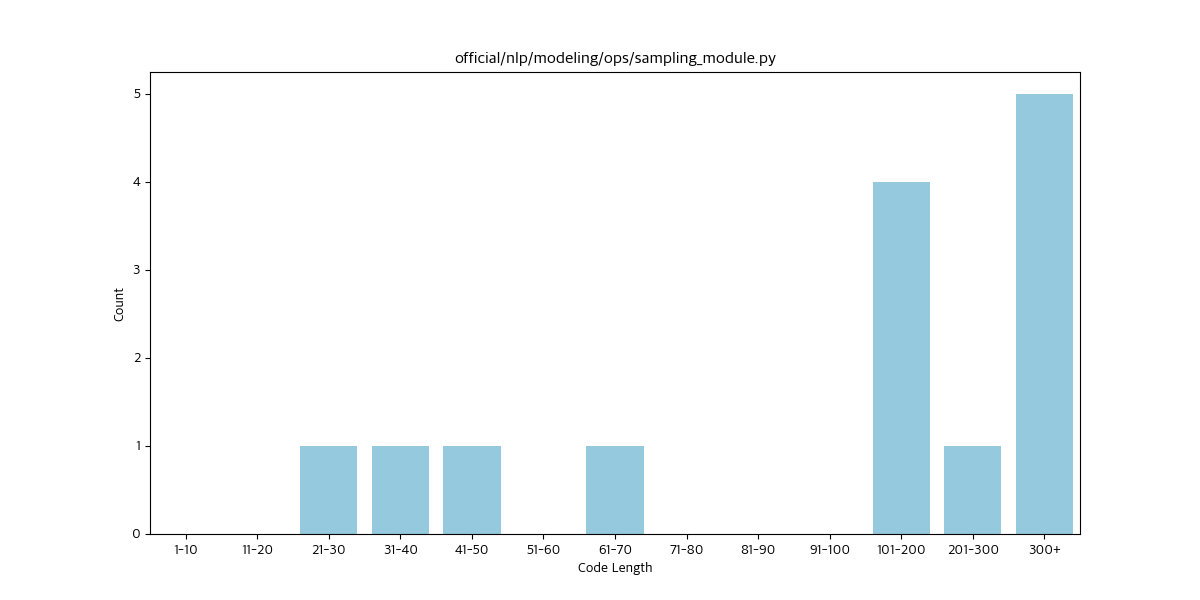 official/nlp/modeling/ops/sampling_module.py
5
4
3
2
1
0
Count
1-10 11-20 21-30 31-40 41-50 51-60 61-70 71-80 81-90 91-100 101-200 201-300 300+
Code Length